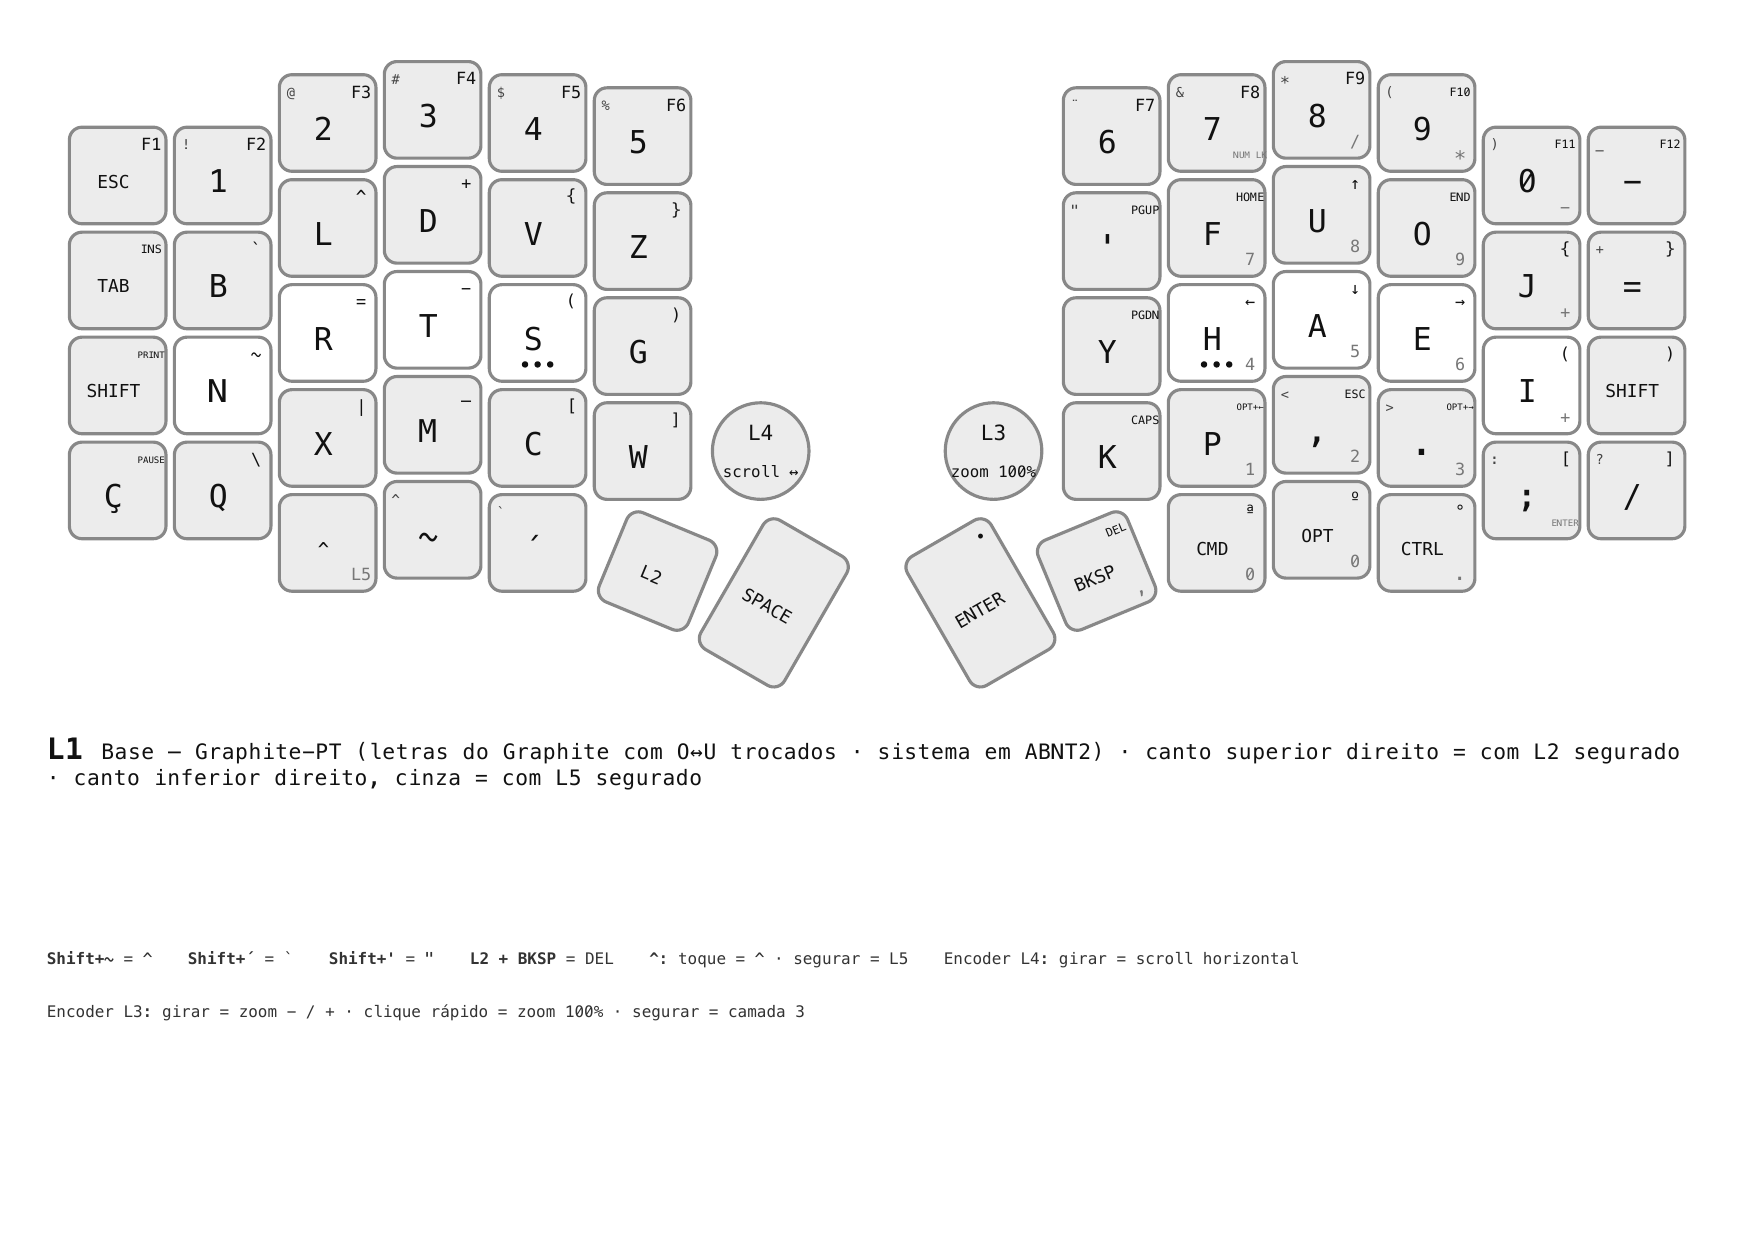 F1 ESC
! F2 1
@ F3 2
# F4 3
$ F5 4
% F6 5
¨ F7 6
& F8 7 NUM LK
* F9 8 /
( F10 9 *
) F11 0 −
_ F12 −
INS TAB
` B
^ L
+ D
{ V
} Z
" PGUP '
HOME F 7
↑ U 8
END O 9
{ J +
+ } =
PRINT SHIFT
~ N
= R
− T
( S •••
) G
PGDN Y
← H ••• 4
↓ A 5
→ E 6
( I +
) SHIFT
PAUSE Ç
\ Q
| X
— M
[ C
] W
L4 scroll ↔
L3 zoom 100%
CAPS K
OPT+← P 1
< ESC , 2
> OPT+→ . 3
: [ ; ENTER
? ] /
^ L5
^ ~
` ´
L2
SPACE
• ENTER
DEL BKSP ,
ª CMD 0
º OPT 0
° CTRL .
L1 Base — Graphite−PT (letras do Graphite com O↔U trocados · sistema em ABNT2) · canto superior direito = com L2 segurado
· canto inferior direito, cinza = com L5 segurado
Shift+~ = ^ Shift+´ = ` Shift+' = " L2 + BKSP = DEL ^: toque = ^ · segurar = L5 Encoder L4: girar = scroll horizontal
Encoder L3: girar = zoom − / + · clique rápido = zoom 100% · segurar = camada 3